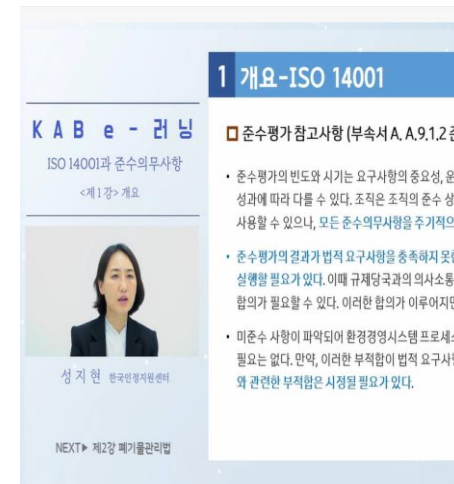 1 개요-ISO 14001
KAB e-러닝
ISO 14001과 준수의무사항
<제1강> 개요
성지현 한국인정지원센터
NEXT▶ 제2강 폐기물관리법
준수평가 참고사항 (부속서 A. A.9.1.2 준
• 준수평가의 빈도와 시기는 요구사항의 중요성, 운
성과에 따라 다를 수 있다. 조직은 조직의 준수 상
사용할 수 있으나, 모든 준수의무사항을 주기적으
• 준수평가의 결과가 법적 요구사항을 충족하지 못한
실행할 필요가 있다. 이때 규제당국과의 의사소통
합의가 필요할 수 있다. 이러한 합의가 이루어지면
• 미준수 사항이 파악되어 환경경영시스템 프로세스
필요는 없다. 만약, 이러한 부적합이 법적 요구사항
와 관련한 부적합은 시정될 필요가 있다.